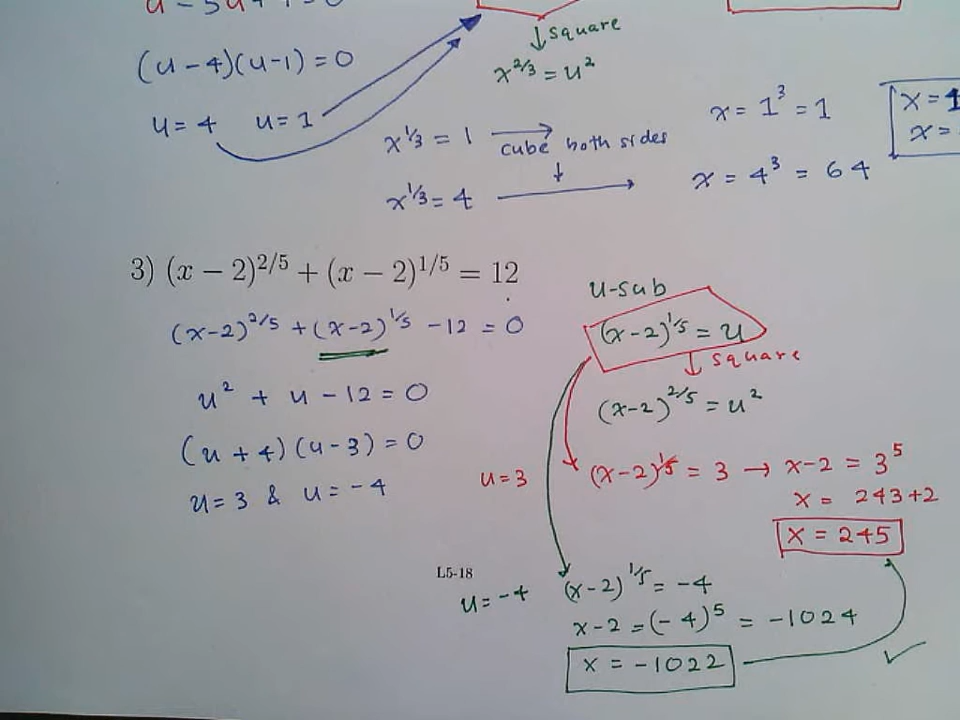 u - 5u + 4 = 0
(u-4)(u-1) = 0
u = 4 u = 1
↓ square
x^{2/3} = u^2
x^{1/3} = 1 → x = 1^3 = 1
cube both sides
↓
x^{1/3} = 4 → x = 4^3 = 64
x =
x =
3) (x − 2)^{2/5} + (x − 2)^{1/5} = 12
(x-2)^{2/5} + (x-2)^{1/5} - 12 = 0
u^2 + u - 12 = 0
(u + 4)(u - 3) = 0
u = 3 & u = -4
u-sub
(x-2)^{1/5} = u
↓ square
(x-2)^{2/5} = u^2
u = 3 (x-2)^{1/5} = 3 → x-2 = 3^5
x = 243+2
x = 245
L5-18
u = -4 (x-2)^{1/5} = -4
x-2 = (-4)^5 = -1024
x = -1022 ✓